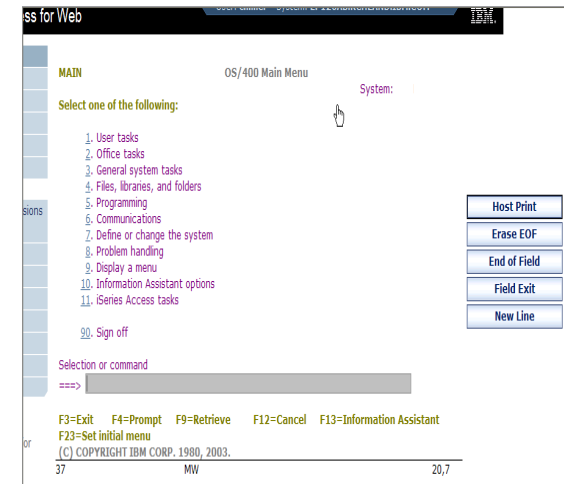 ss for Web
IBM.
MAIN OS/400 Main Menu
System:
Select one of the following:
1. User tasks
2. Office tasks
3. General system tasks
4. Files, libraries, and folders
5. Programming
6. Communications
7. Define or change the system
8. Problem handling
9. Display a menu
10. Information Assistant options
11. iSeries Access tasks
90. Sign off
Selection or command
===>
F3=Exit F4=Prompt F9=Retrieve F12=Cancel F13=Information Assistant
F23=Set initial menu
(C) COPYRIGHT IBM CORP. 1980, 2003.
37 MW 20,7
sions
or
Host Print
Erase EOF
End of Field
Field Exit
New Line